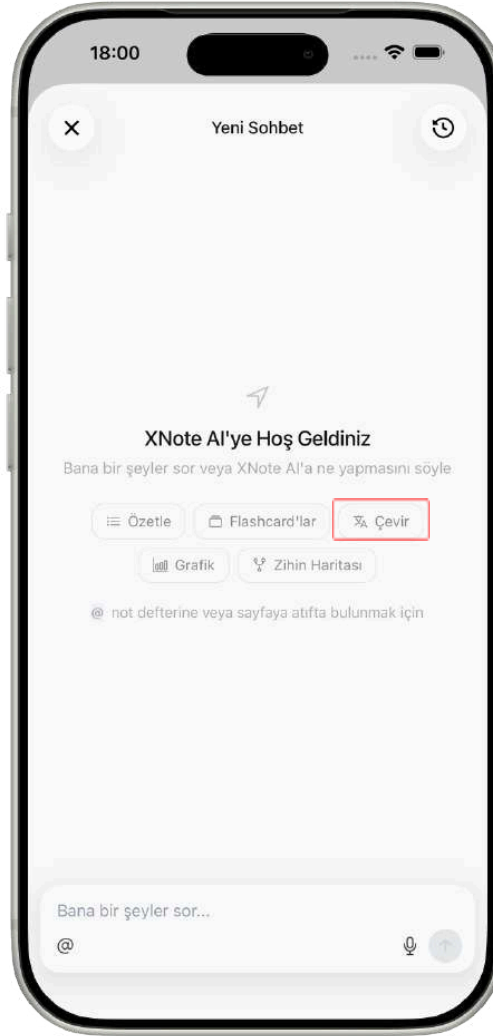 18:00
Yeni Sohbet
XNote AI'ye Hoş Geldiniz
Bana bir şeyler sor veya XNote AI'a ne yapmasını söyle
Özetle Flashcard'lar Çevir
Grafik Zihin Haritası
@ not defterine veya sayfaya atıfta bulunmak için
Bana bir şeyler sor...
@